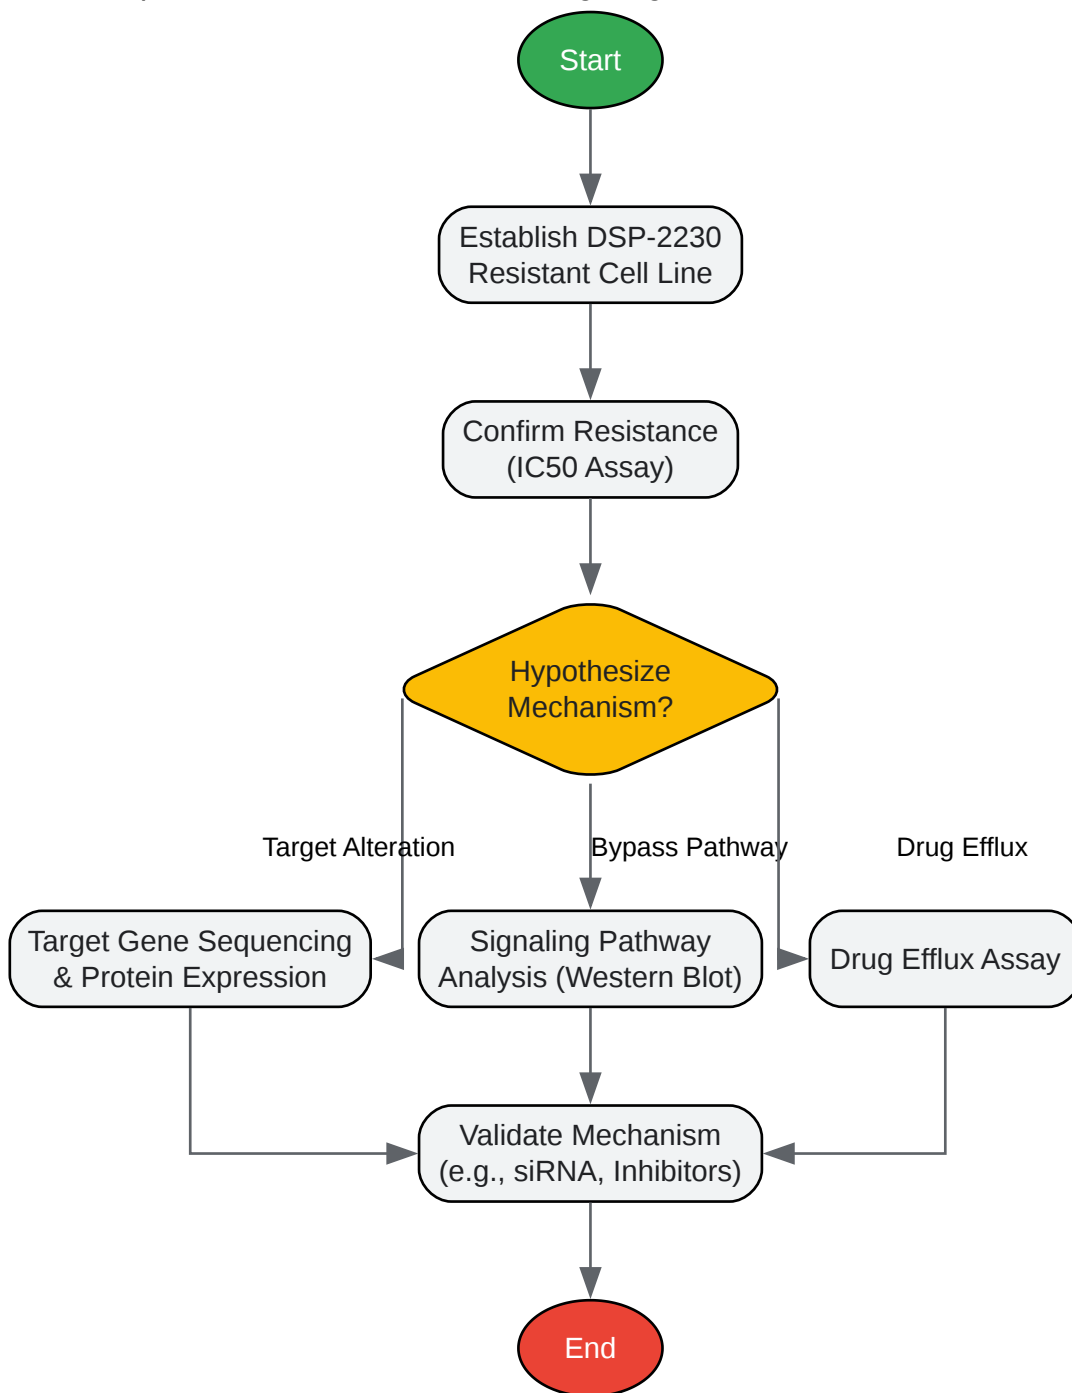 Start
Establish DSP-2230
Resistant Cell Line
Confirm Resistance
(IC50 Assay)
Hypothesize
Mechanism?
Target Alteration
Bypass Pathway
Drug Efflux
Target Gene Sequencing
& Protein Expression
Signaling Pathway
Analysis (Western Blot)
Drug Efflux Assay
Validate Mechanism
(e.g., siRNA, Inhibitors)
End